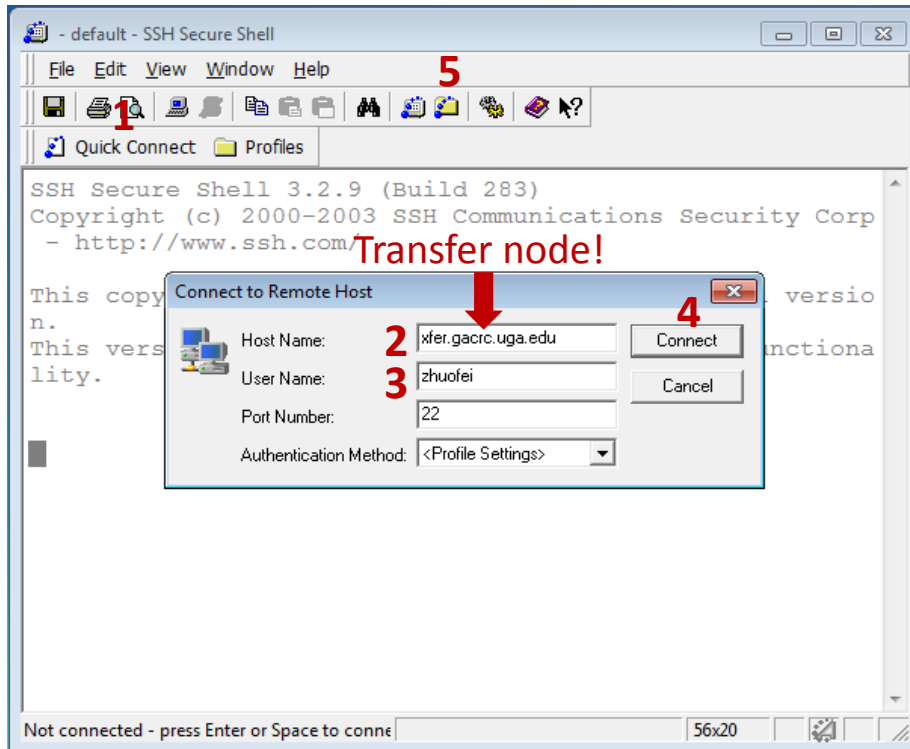 - default - SSH Secure Shell
File Edit View Window Help
5
1
Quick Connect Profiles
SSH Secure Shell 3.2.9 (Build 283)
Copyright (c) 2000-2003 SSH Communications Security Corp
- http://www.ssh.com/
Transfer node!
This copy versio
n.
This vers nctiona
lity.
Connect to Remote Host
Host Name: 2 xfer.gacrc.uga.edu
4
Connect
User Name: 3 zhuofei
Cancel
Port Number: 22
Authentication Method: <Profile Settings>
Not connected - press Enter or Space to conne 56x20